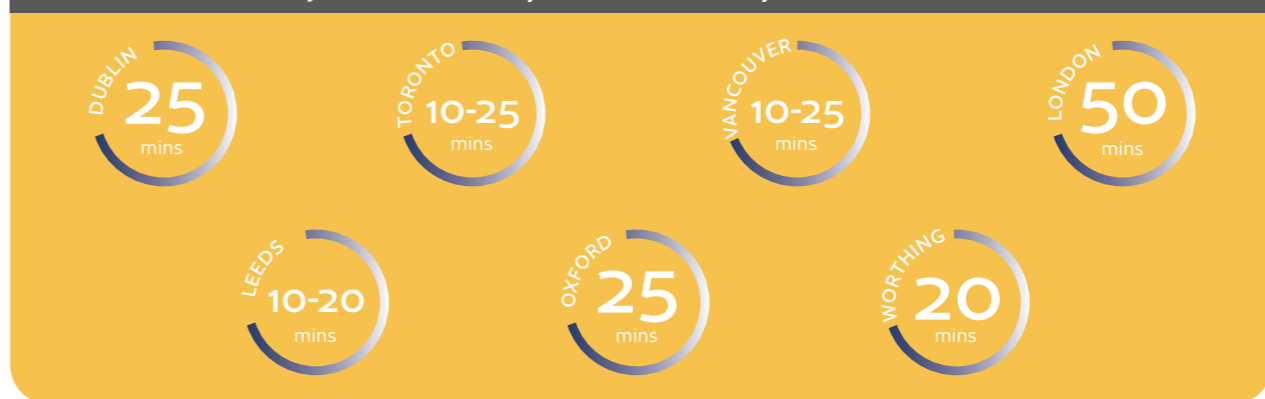 DUBLIN
25
mins
TORONTO
10-25
mins
VANCOUVER
10-25
mins
LONDON
50
mins
LEEDS
10-20
mins
OXFORD
25
mins
WORTHING
20
mins